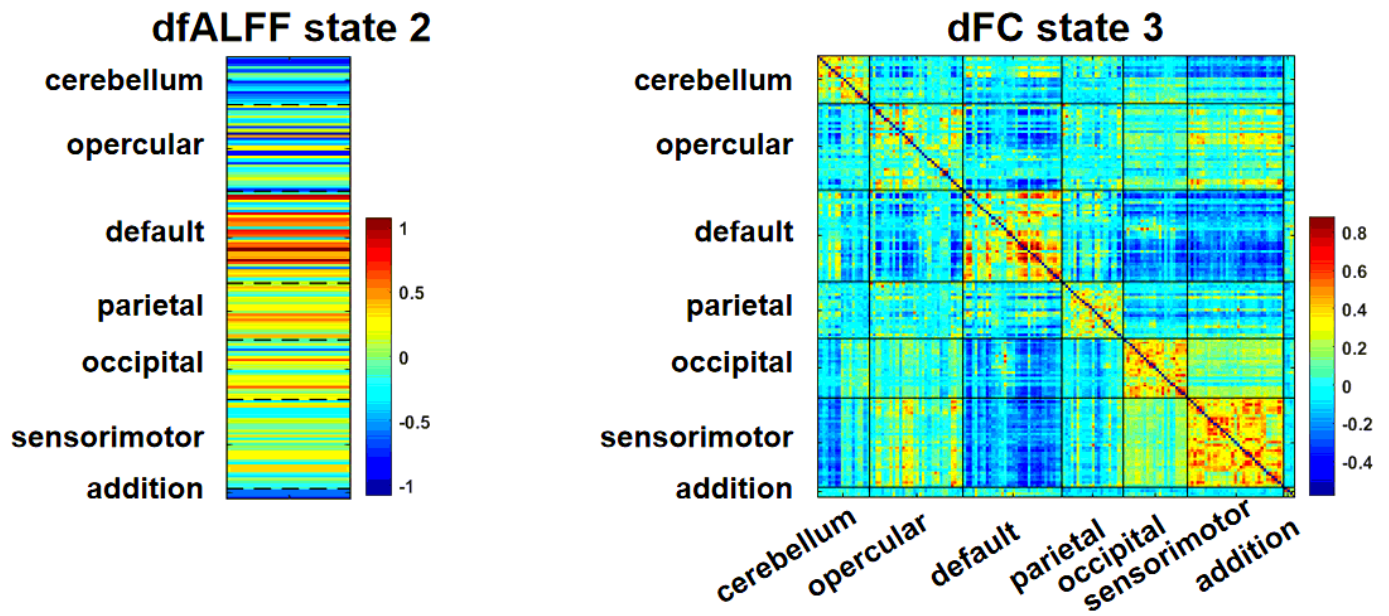 dfALFF state 2
cerebellum
opercular
default
parietal
occipital
sensorimotor
addition
1
0.5
0
-0.5
-1
dFC state 3
cerebellum
opercular
default
parietal
occipital
sensorimotor
addition
cerebellum
opercular
default
parietal
occipital
sensorimotor
addition
0.8
0.6
0.4
0.2
0
-0.2
-0.4